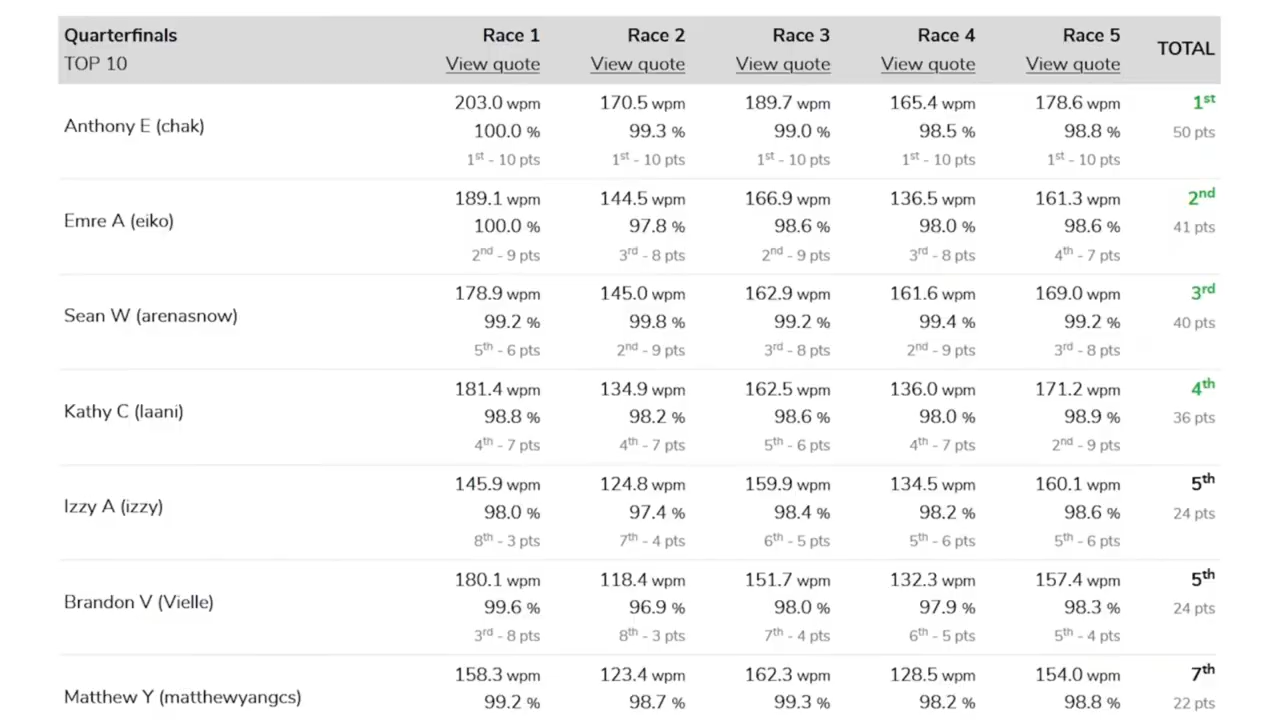 Quarterfinals Race 1 Race 2 Race 3 Race 4 Race 5 TOTAL
TOP 10 View quote View quote View quote View quote View quote
203.0 wpm 170.5 wpm 189.7 wpm 165.4 wpm 178.6 wpm 1st
Anthony E (chak) 100.0 % 99.3 % 99.0 % 98.5 % 98.8 % 50 pts
1st - 10 pts 1st - 10 pts 1st - 10 pts 1st - 10 pts 1st - 10 pts
189.1 wpm 144.5 wpm 166.9 wpm 136.5 wpm 161.3 wpm 2nd
Emre A (eiko) 100.0 % 97.8 % 98.6 % 98.0 % 98.6 % 41 pts
2nd - 9 pts 3rd - 8 pts 2nd - 9 pts 3rd - 8 pts 4th - 7 pts
178.9 wpm 145.0 wpm 162.9 wpm 161.6 wpm 169.0 wpm 3rd
Sean W (arenasnow) 99.2 % 99.8 % 99.2 % 99.4 % 99.2 % 40 pts
5th - 6 pts 2nd - 9 pts 3rd - 8 pts 2nd - 9 pts 3rd - 8 pts
181.4 wpm 134.9 wpm 162.5 wpm 136.0 wpm 171.2 wpm 4th
Kathy C (laani) 98.8 % 98.2 % 98.6 % 98.0 % 98.9 % 36 pts
4th - 7 pts 4th - 7 pts 5th - 6 pts 4th - 7 pts 2nd - 9 pts
145.9 wpm 124.8 wpm 159.9 wpm 134.5 wpm 160.1 wpm 5th
Izzy A (izzy) 98.0 % 97.4 % 98.4 % 98.2 % 98.6 % 24 pts
8th - 3 pts 7th - 4 pts 6th - 5 pts 5th - 6 pts 5th - 6 pts
180.1 wpm 118.4 wpm 151.7 wpm 132.3 wpm 157.4 wpm 5th
Brandon V (Vielle) 99.6 % 96.9 % 98.0 % 97.9 % 98.3 % 24 pts
3rd - 8 pts 8th - 3 pts 7th - 4 pts 6th - 5 pts 5th - 4 pts
158.3 wpm 123.4 wpm 162.3 wpm 128.5 wpm 154.0 wpm 7th
Matthew Y (matthewyangcs) 99.2 % 98.7 % 99.3 % 98.2 % 98.8 % 22 pts